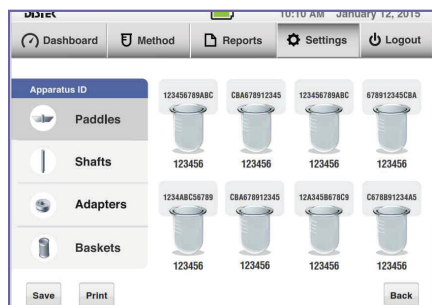 DISTEK 10:10 AM January 12, 2015
Dashboard Method Reports Settings Logout
Apparatus ID
Paddles
Shafts
Adapters
Baskets
123456789ABC CBA678912345 123456789ABC 678912345CBA
123456 123456 123456 123456
1234ABC56789 CBA678912345 12A345B678C9 C678B91234A5
123456 123456 123456 123456
Save Print Back